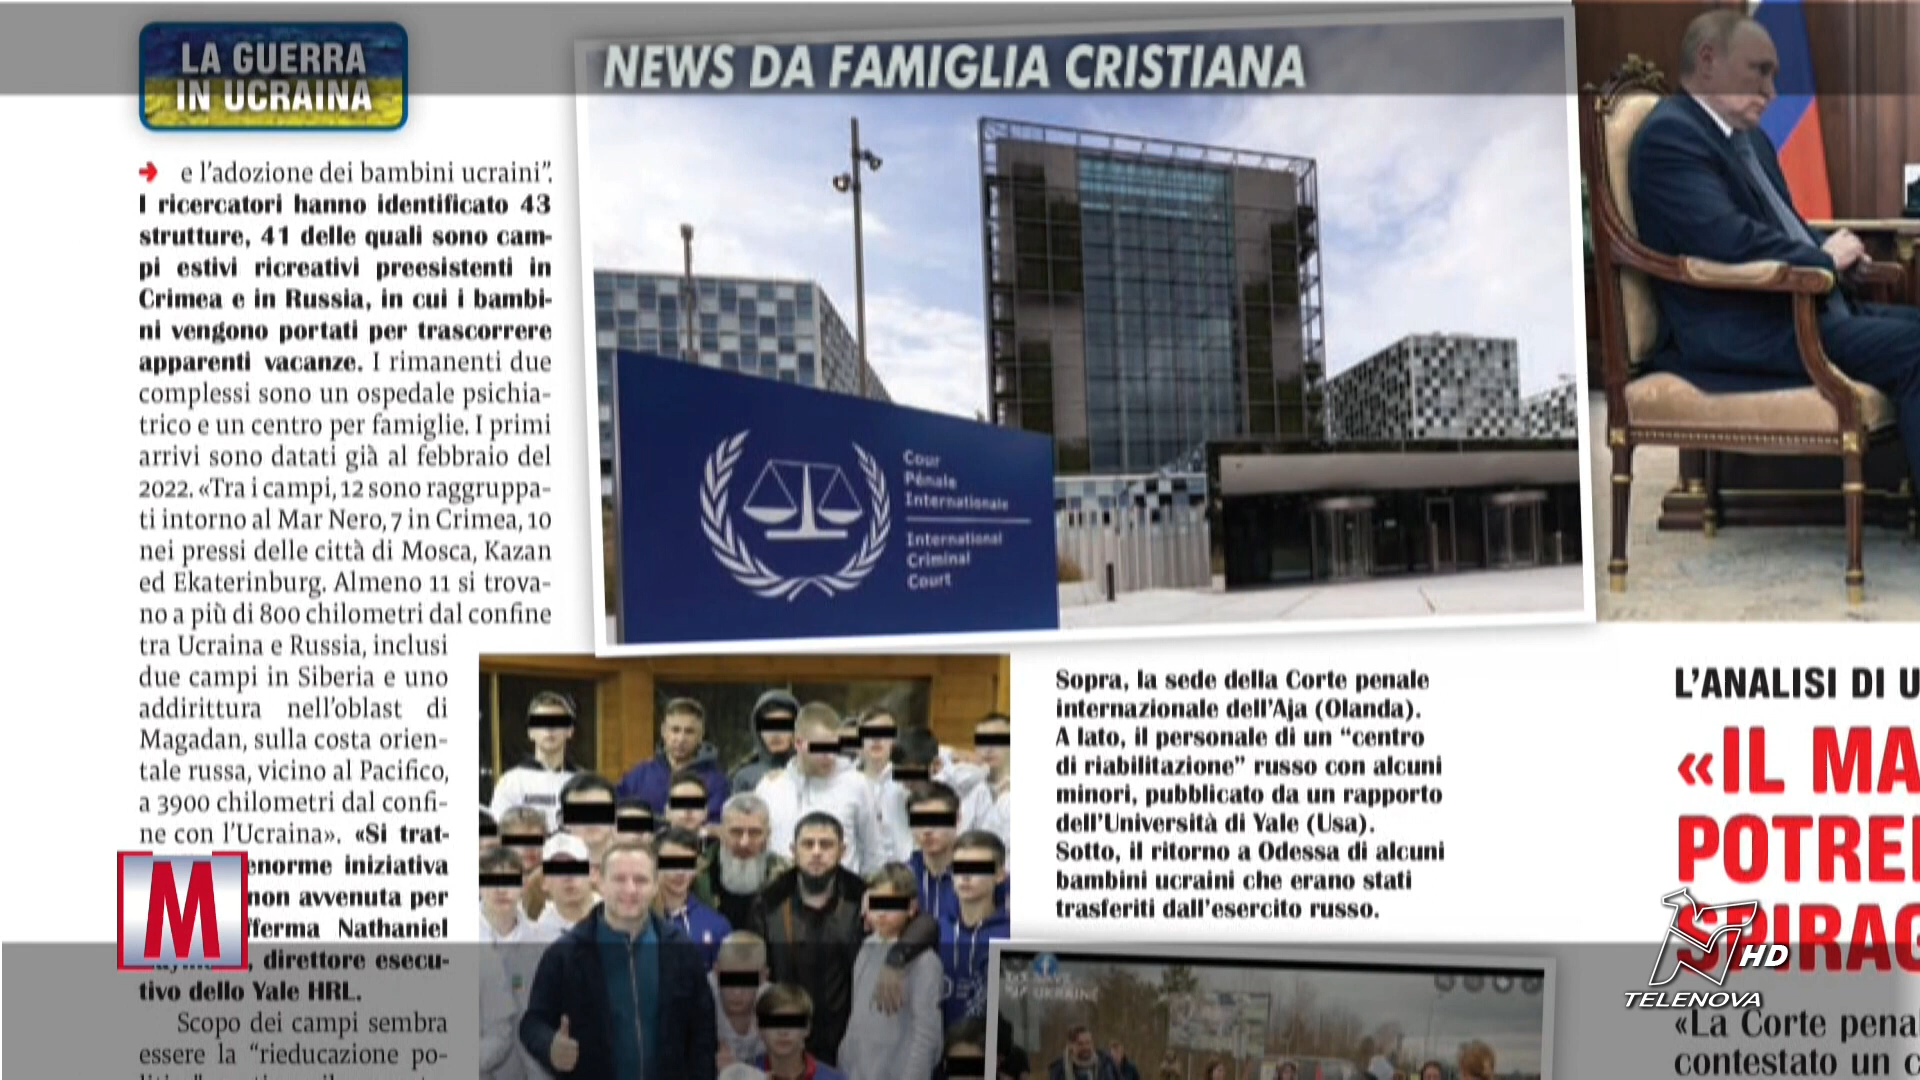 LA GUERRA
IN UCRAINA
NEWS DA FAMIGLIA CRISTIANA
e l'adozione dei bambini ucraini”.
I ricercatori hanno identificato 43
strutture, 41 delle quali sono cam-
pi estivi ricreativi preesistenti in
Crimea e in Russia, in cui i bambi-
ni vengono portati per trascorrere
apparenti vacanze. I rimanenti due
complessi sono un ospedale psichia-
trico e un centro per famiglie. I primi
arrivi sono datati già al febbraio del
2022. «Tra i campi, 12 sono raggruppa-
ti intorno al Mar Nero, 7 in Crimea, 10
nei pressi delle città di Mosca, Kazan
ed Ekaterinburg. Almeno 11 si trova-
no a più di 800 chilometri dal confine
tra Ucraina e Russia, inclusi
due campi in Siberia e uno
addirittura nell'oblast di
Magadan, sulla costa orien-
tale russa, vicino al Pacifico,
a 3900 chilometri dal confi-
ne con l'Ucraina». «Si trat-
enorme iniziativa
non avvenuta per
Nathaniel
direttore esecu-
tivo dello Yale HRL.
Scopo dei campi sembra
essere la “rieducazione po-
M
Cour
Pénale
Internationale
International
Criminal
Court
Sopra, la sede della Corte penale
internazionale dell'Aja (Olanda).
A lato, il personale di un “centro
di riabilitazione” russo con alcuni
minori, pubblicato da un rapporto
dell'Università di Yale (Usa).
Sotto, il ritorno a Odessa di alcuni
bambini ucraini che erano stati
trasferiti dall'esercito russo.
SAVE
UKRAINE
L'ANALISI DI U
«IL MA
POTRE
SPIRAG
HD
TELENOVA
«La Corte pena
contestato un c